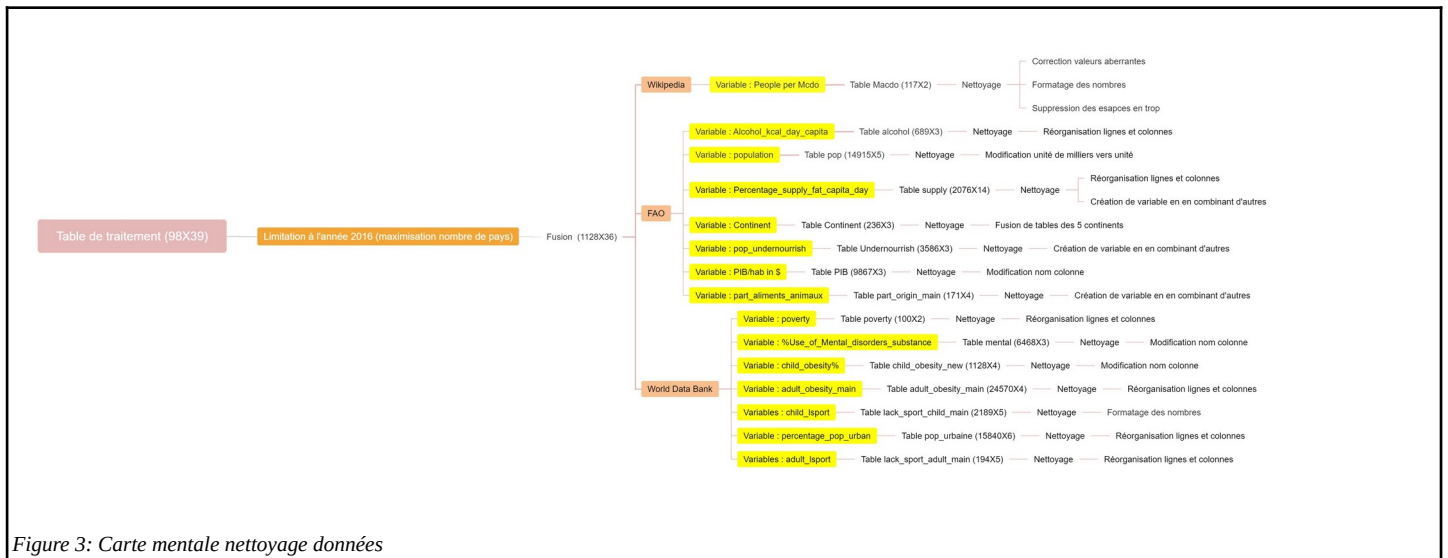 Table de traitement (98X39)
Limitation à l'année 2016 (maximisation nombre de pays)
Fusion (1128X36)
Wikipedia
Variable : People per Mcdo
Table Macdo (117X2)
Nettoyage
Correction valeurs aberrantes
Formatage des nombres
Suppression des esapces en trop
FAO
Variable : Alcohol_kcal_day_capita
Table alcohol (689X3)
Nettoyage
Réorganisation lignes et colonnes
Variable : population
Table pop (14915X5)
Nettoyage
Modification unité de milliers vers unité
Variable : Percentage_supply_fat_capita_day
Table supply (2076X14)
Nettoyage
Réorganisation lignes et colonnes
Création de variable en en combinant d'autres
Variable : Continent
Table Continent (236X3)
Nettoyage
Fusion de tables des 5 continents
Variable : pop_undernourrish
Table Undernourrish (3586X3)
Nettoyage
Création de variable en en combinant d'autres
Variable : PIB/hab in $
Table PIB (9867X3)
Nettoyage
Modification nom colonne
Variable : part_aliments_animaux
Table part_origin_main (171X4)
Nettoyage
Création de variable en en combinant d'autres
World Data Bank
Variable : poverty
Table poverty (100X2)
Nettoyage
Réorganisation lignes et colonnes
Variable : %Use_of_Mental_disorders_substance
Table mental (6468X3)
Nettoyage
Modification nom colonne
Variable : child_obesity%
Table child_obesity_new (1128X4)
Nettoyage
Modification nom colonne
Variable : adult_obesity_main
Table adult_obesity_main (24570X4)
Nettoyage
Réorganisation lignes et colonnes
Variables : child_lsport
Table lack_sport_child_main (2189X5)
Nettoyage
Formatage des nombres
Variable : percentage_pop_urban
Table pop_urbaine (15840X6)
Nettoyage
Réorganisation lignes et colonnes
Variables : adult_lsport
Table lack_sport_adult_main (194X5)
Nettoyage
Réorganisation lignes et colonnes
Figure 3: Carte mentale nettoyage données